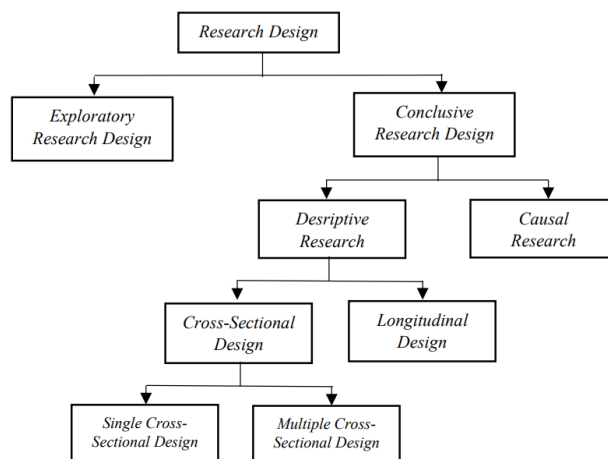 Research Design
Exploratory
Research Design
Conclusive
Research Design
Desriptive
Research
Causal
Research
Cross-Sectional
Design
Longitudinal
Design
Single Cross-
Sectional Design
Multiple Cross-
Sectional Design